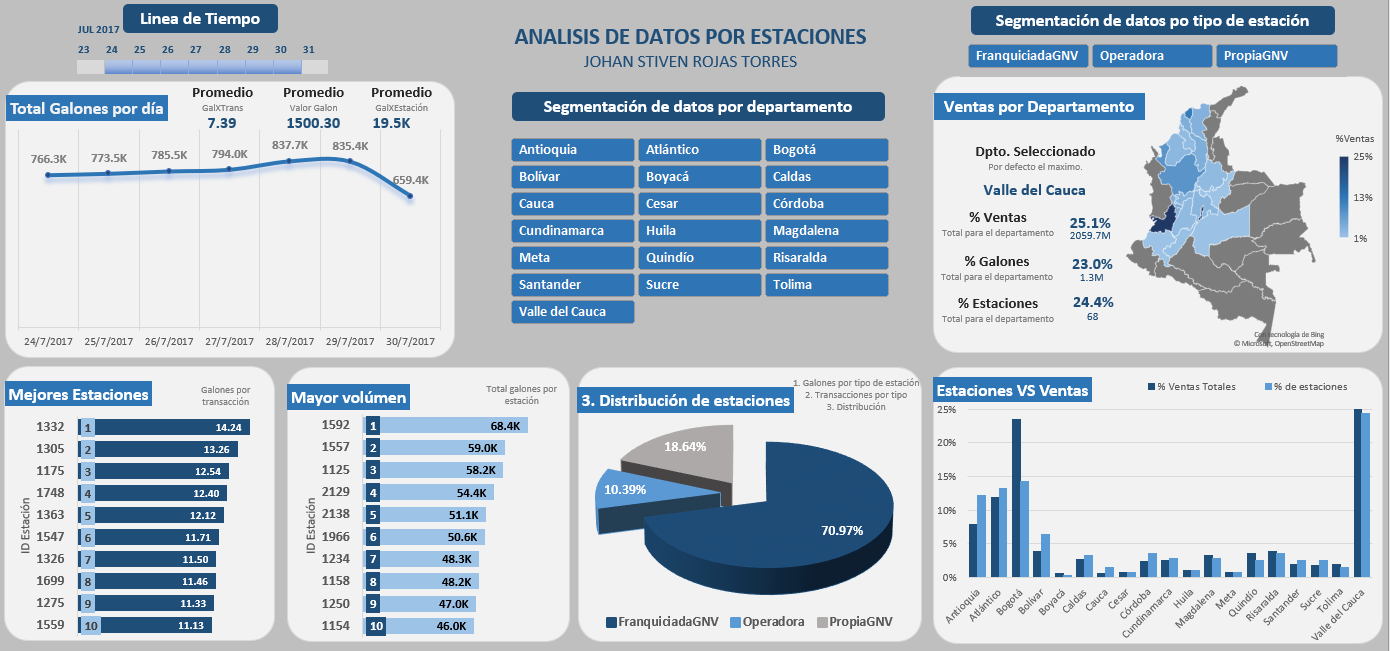 Linea de Tiempo
JUL 2017
23 24 25 26 27 28 29 30 31
ANALISIS DE DATOS POR ESTACIONES
JOHAN STIVEN ROJAS TORRES
Segmentación de datos po tipo de estación
FranquiciadaGNV Operadora PropiaGNV
Total Galones por día
Promedio Promedio Promedio
GalXTrans Valor Galon GalXEstación
7.39 1500.30 19.5K
766.3K 773.5K 785.5K 794.0K 837.7K 835.4K 659.4K
24/7/2017 25/7/2017 26/7/2017 27/7/2017 28/7/2017 29/7/2017 30/7/2017
Segmentación de datos por departamento
Antioquia Atlántico Bogotá
Bolívar Boyacá Caldas
Cauca Cesar Córdoba
Cundinamarca Huila Magdalena
Meta Quindío Risaralda
Santander Sucre Tolima
Valle del Cauca
Ventas por Departamento
Dpto. Seleccionado
Por defecto el maximo.
Valle del Cauca
% Ventas 25.1%
Total para el departamento 2059.7M
% Galones 23.0%
Total para el departamento 1.3M
% Estaciones 24.4%
Total para el departamento 68
%Ventas
25%
13%
1%
Con tecnología de Bing
© Microsoft, OpenStreetMap
Mejores Estaciones
Galones por
transacción
ID Estación
1332 1 14.24
1305 2 13.26
1175 3 12.54
1748 4 12.40
1363 5 12.12
1547 6 11.71
1326 7 11.50
1699 8 11.46
1275 9 11.33
1559 10 11.13
Mayor volúmen
Total galones por
estación
ID Estación
1592 1 68.4K
1557 2 59.0K
1125 3 58.2K
2129 4 54.4K
2138 5 51.1K
1966 6 50.6K
1234 7 48.3K
1158 8 48.2K
1250 9 47.0K
1154 10 46.0K
3. Distribución de estaciones
1. Galones por tipo de estación
2. Transacciones por tipo
3. Distribución
18.64%
10.39%
70.97%
FranquiciadaGNV Operadora PropiaGNV
Estaciones VS Ventas
% Ventas Totales % de estaciones
25%
20%
15%
10%
5%
0%
Antioquia Atlántico Bogotá Bolívar Boyacá Caldas Cauca Cesar Córdoba Cundinamarca Huila Magdalena Meta Quindío Risaralda Santander Sucre Tolima Valle del Cauca